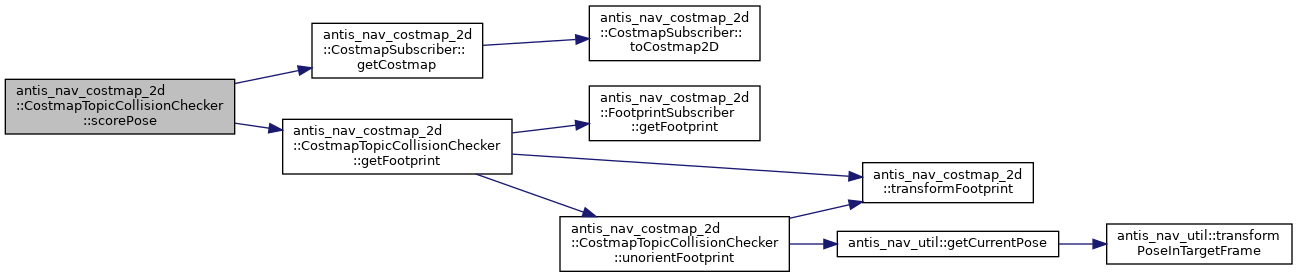 antis_nav_costmap_2d
::CostmapTopicCollisionChecker
::scorePose
antis_nav_costmap_2d
::CostmapSubscriber::
getCostmap
antis_nav_costmap_2d
::CostmapSubscriber::
toCostmap2D
antis_nav_costmap_2d
::CostmapTopicCollisionChecker
::getFootprint
antis_nav_costmap_2d
::FootprintSubscriber
::getFootprint
antis_nav_costmap_2d
::transformFootprint
antis_nav_costmap_2d
::CostmapTopicCollisionChecker
::unorientFootprint
antis_nav_util::getCurrentPose
antis_nav_util::transform
PoseInTargetFrame